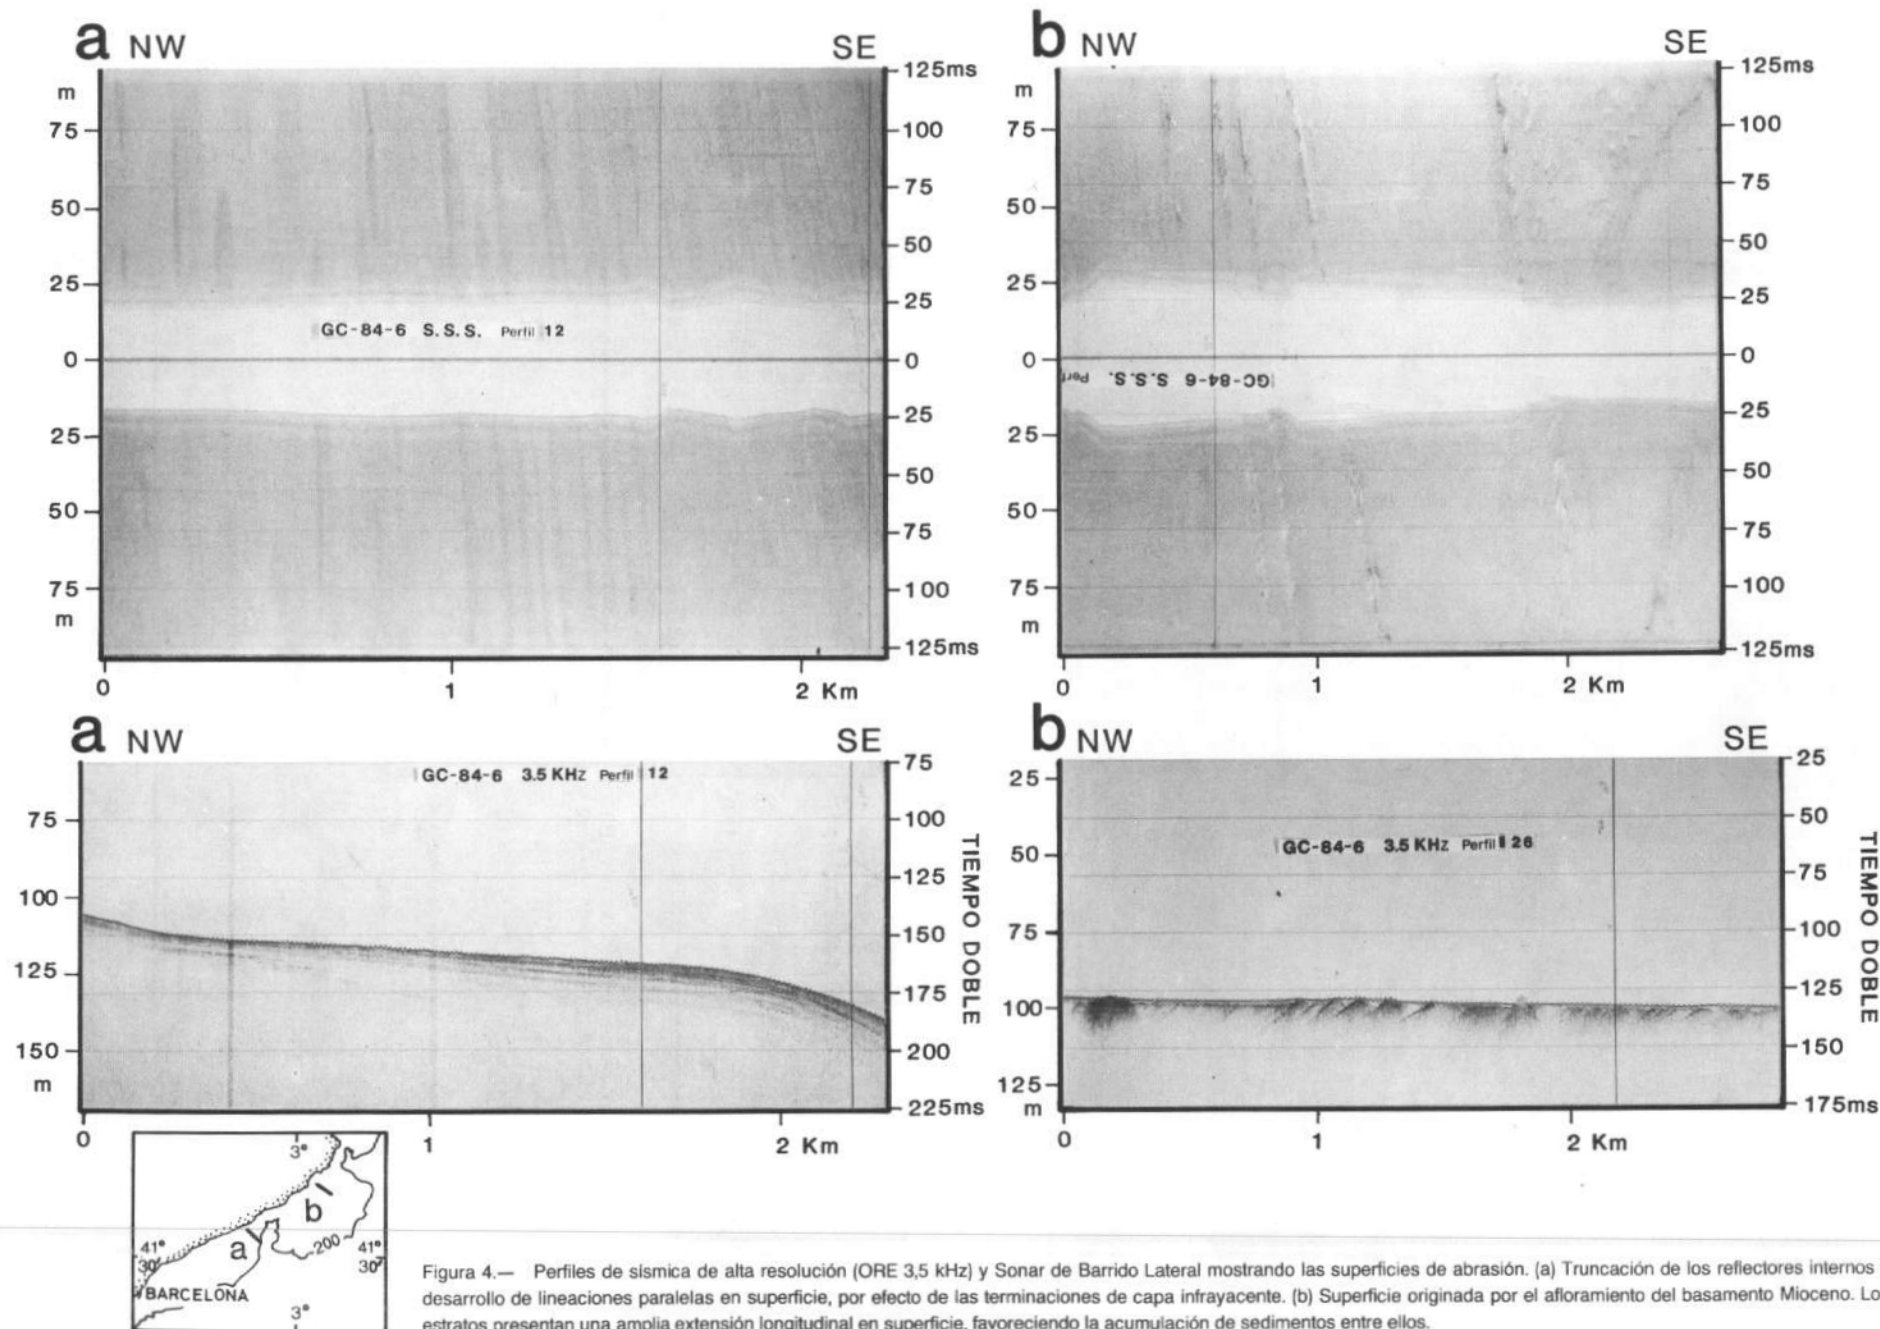 a NW SE
125ms
m
75 100
75
50
50
25
25
GC-84-6 S.S.S. Perfil 12
0 0
25
25
50
50
75
75 100
m
125ms
0 1 2 Km
b NW SE
125ms
m
75 100
75
50
50
25
25
0 0
GC-84-6 S.S.S. Perf
25
25
50
50
75
75 100
m
125ms
0 1 2 Km
a NW SE
75
GC-84-6 3.5 KHz Perfil 12
75 100
125
100
150
125
175
150 200
m
225ms
TIEMPO DOBLE
0 1 2 Km
b NW SE
25
25
50
GC-84-6 3.5 KHz Perfil 26
50
75
75 100
125
100
150
125
m 175ms
TIEMPO DOBLE
0 1 2 Km
3°
b
a 200
41° 41°
30' 30'
BARCELONA
3°
Figura 4.— Perfiles de sísmica de alta resolución (ORE 3,5 kHz) y Sonar de Barrido Lateral mostrando las superficies de abrasión. (a) Truncación de los reflectores internos
desarrollo de lineaciones paralelas en superficie, por efecto de las terminaciones de capa infrayacente. (b) Superficie originada por el afloramiento del basamento Mioceno. Lo
estratos presentan una amplia extensión longitudinal en superficie, favoreciendo la acumulación de sedimentos entre ellos.